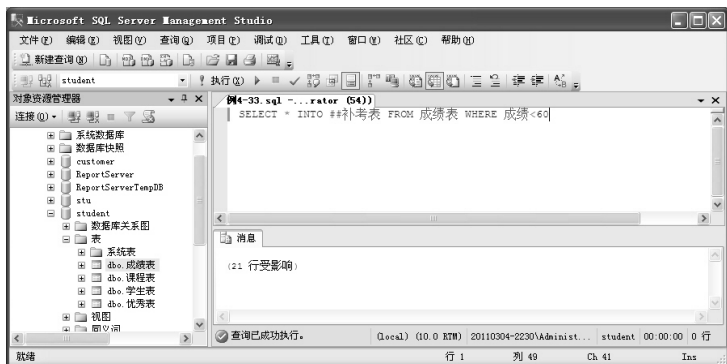 Microsoft SQL Server Management Studio
文件(F) 编辑(E) 视图(V) 查询(Q) 项目(P) 调试(D) 工具(T) 窗口(W) 社区(C) 帮助(H)
新建查询(N)
student 执行(X)
对象资源管理器
连接(O)
系统数据库
数据库快照
customer
ReportServer
ReportServerTempDB
stu
student
数据库关系图
表
系统表
dbo.成绩表
dbo.课程表
dbo.学生表
dbo.优秀表
视图
同义词
例4-33.sql -...rator (54))
SELECT * INTO ##补考表 FROM 成绩表 WHERE 成绩<60
消息
(21 行受影响)
查询已成功执行。 (local) (10.0 RTM) 20110304-2230\Administ... student 00:00:00 0 行
就绪 行 1 列 49 Ch 41 Ins